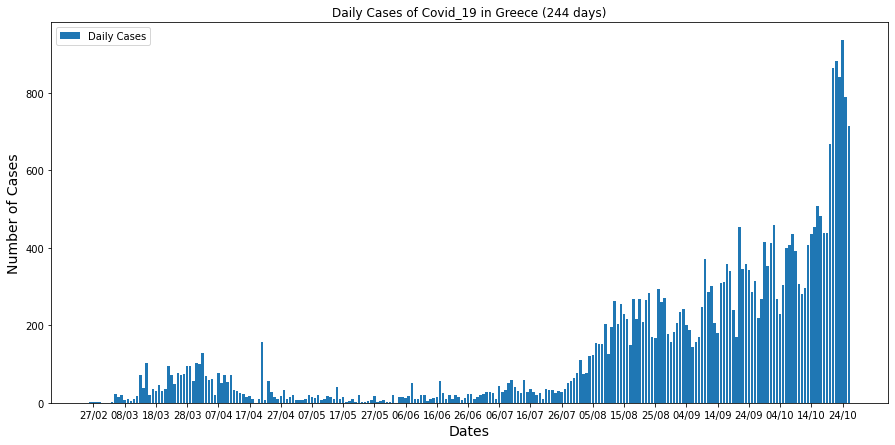 Daily Cases of Covid_19 in Greece (244 days)
Daily Cases
Number of Cases
800
600
400
200
0
27/02 08/03 18/03 28/03 07/04 17/04 27/04 07/05 17/05 27/05 06/06 16/06 26/06 06/07 16/07 26/07 05/08 15/08 25/08 04/09 14/09 24/09 04/10 14/10 24/10
Dates